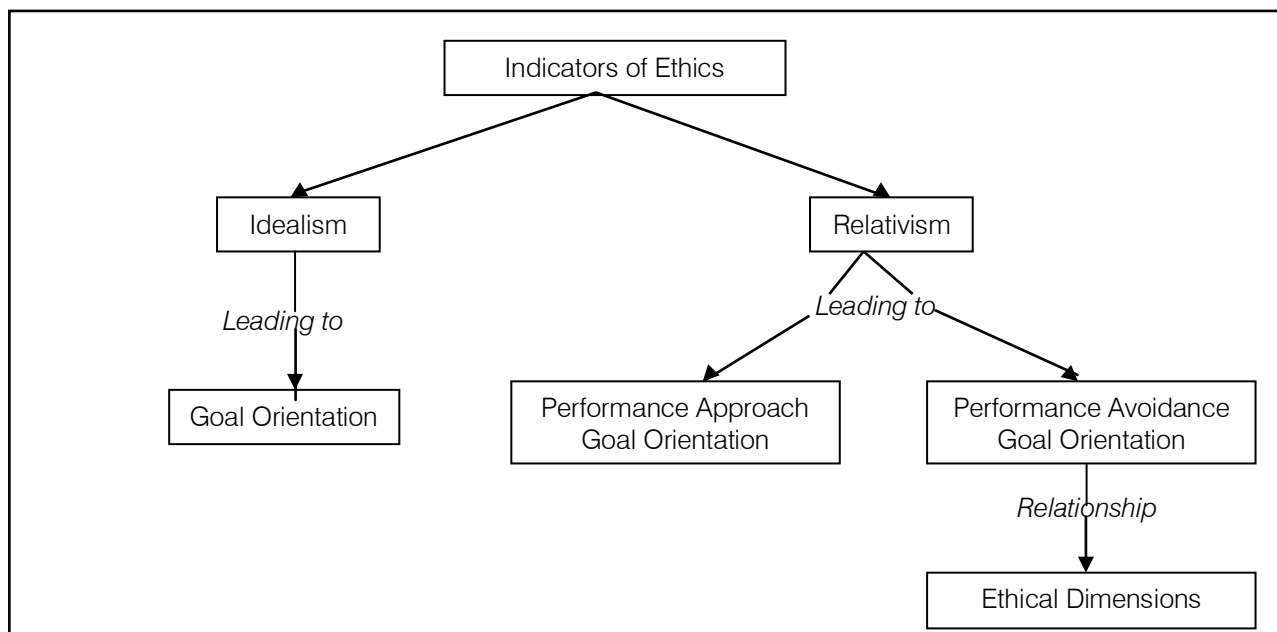 Indicators of Ethics
Idealism
Relativism
Leading to
Leading to
Goal Orientation
Performance Approach
Goal Orientation
Performance Avoidance
Goal Orientation
Relationship
Ethical Dimensions